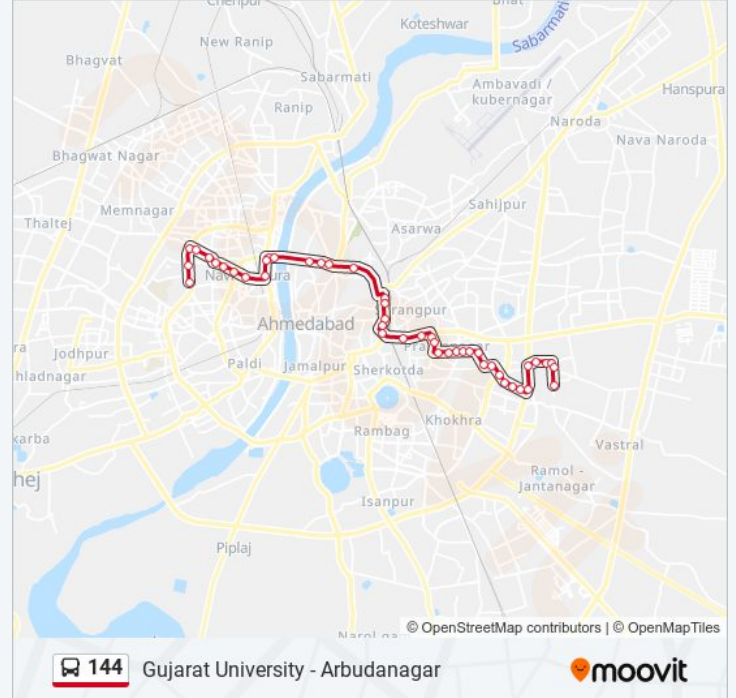 Chenpur
Bhat
Koteshwar
Sabarmati
New Ranip
Bhagvat
Sabarmati
Ambavadi /
kubernagar
Hanspura
Ranip
Naroda
Nava Naroda
Bhagwat Nagar
Sahijpur
Memnagar
Thaltej
Asarwa
Ahmedabad
Jodhpur
Paldi
Jamalpur
Sherkotda
Khokhra
Rambag
Vastral
Ramol -
Jantanagar
Isanpur
Piplaj
© OpenStreetMap contributors | © OpenMapTiles
144
Gujarat University - Arbudanagar
moovit